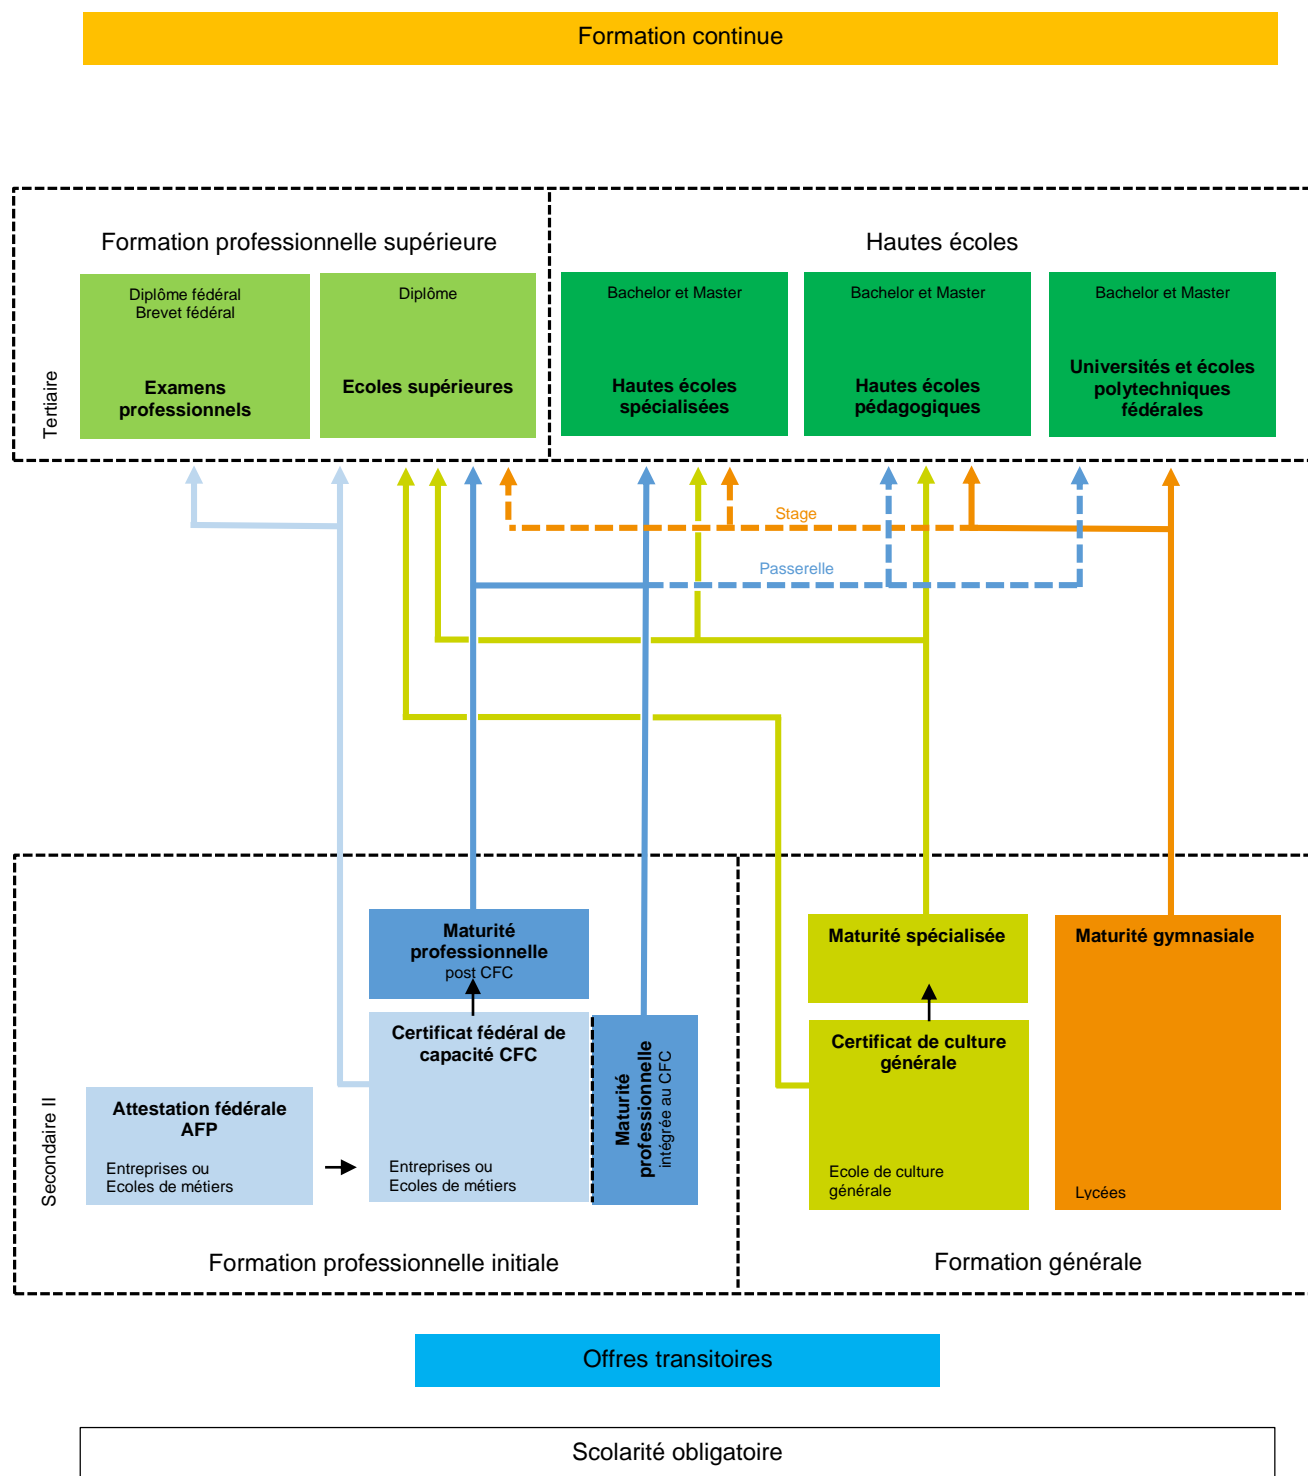 Formation continue
Formation professionnelle supérieure
Hautes écoles
Tertiaire
Diplôme fédéral
Brevet fédéral
Examens
professionnels
Diplôme
Ecoles supérieures
Bachelor et Master
Hautes écoles
spécialisées
Bachelor et Master
Hautes écoles
pédagogiques
Bachelor et Master
Universités et écoles
polytechniques
fédérales
Stage
Passerelle
Secondaire II
Maturité
professionnelle
post CFC
Certificat fédéral de
capacité CFC
Entreprises ou
Ecoles de métiers
Maturité
professionnelle
intégrée au CFC
Attestation fédérale
AFP
Entreprises ou
Ecoles de métiers
Maturité spécialisée
Certificat de culture
générale
Ecole de culture
générale
Maturité gymnasiale
Lycées
Formation professionnelle initiale
Formation générale
Offres transitoires
Scolarité obligatoire